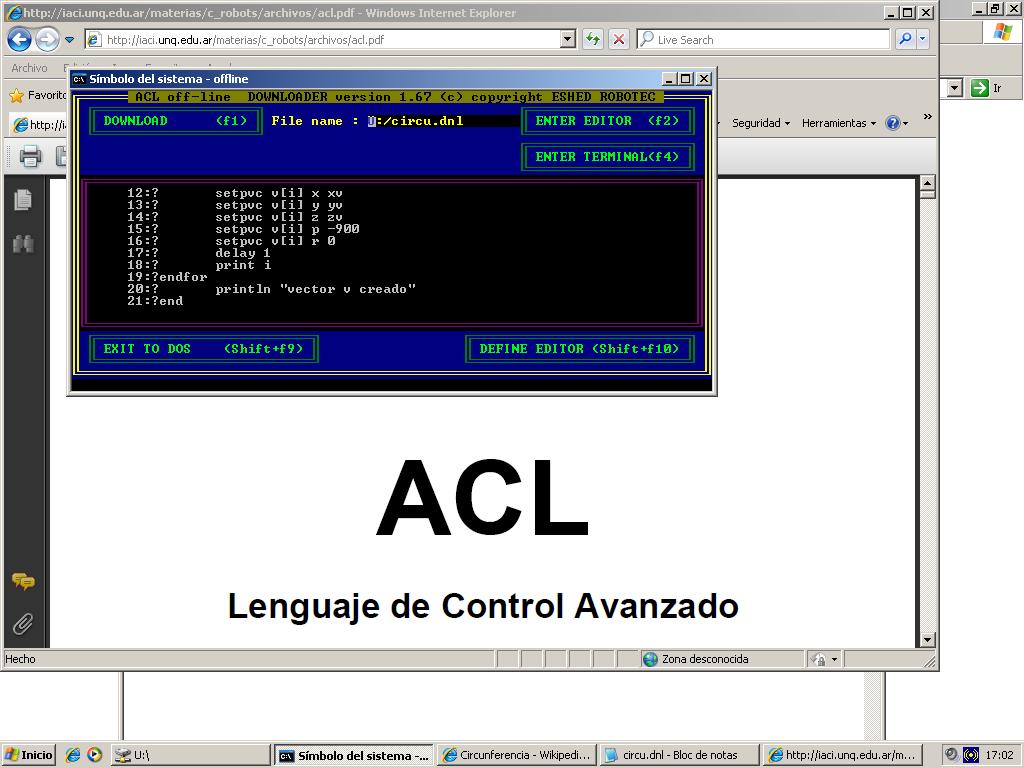 http://iaci.unq.edu.ar/materias/c_robots/archivos/acl.pdf - Windows Internet Explorer
http://iaci.unq.edu.ar/materias/c_robots/archivos/acl.pdf
Live Search
Archivo
Símbolo del sistema - offline
Ir
Favorito
ACL off-line DOWNLOADER version 1.67 (c) copyright ESHED ROBOTEC
DOWNLOAD (f1) File name : U:/circu.dnl ENTER EDITOR (f2)
http://i
Seguridad Herramientas »
ENTER TERMINAL(f4)
12:? setpvc v[i] x xv
13:? setpvc v[i] y yv
14:? setpvc v[i] z zv
15:? setpvc v[i] p -900
16:? setpvc v[i] r 0
17:? delay 1
18:? print i
19:?endfor
20:? println "vector v creado"
21:?end
EXIT TO DOS (Shift+f9) DEFINE EDITOR (Shift+f10)
ACL
Lenguaje de Control Avanzado
Hecho Zona desconocida
Inicio U:\ Símbolo del sistema -... Circunferencia - Wikipedi... circu.dnl - Bloc de notas http://iaci.unq.edu.ar/m... 17:02